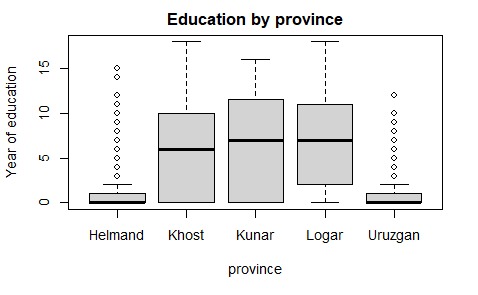 Education by province
Year of education
15
10
5
0
Helmand Khost Kunar Logar Uruzgan
province